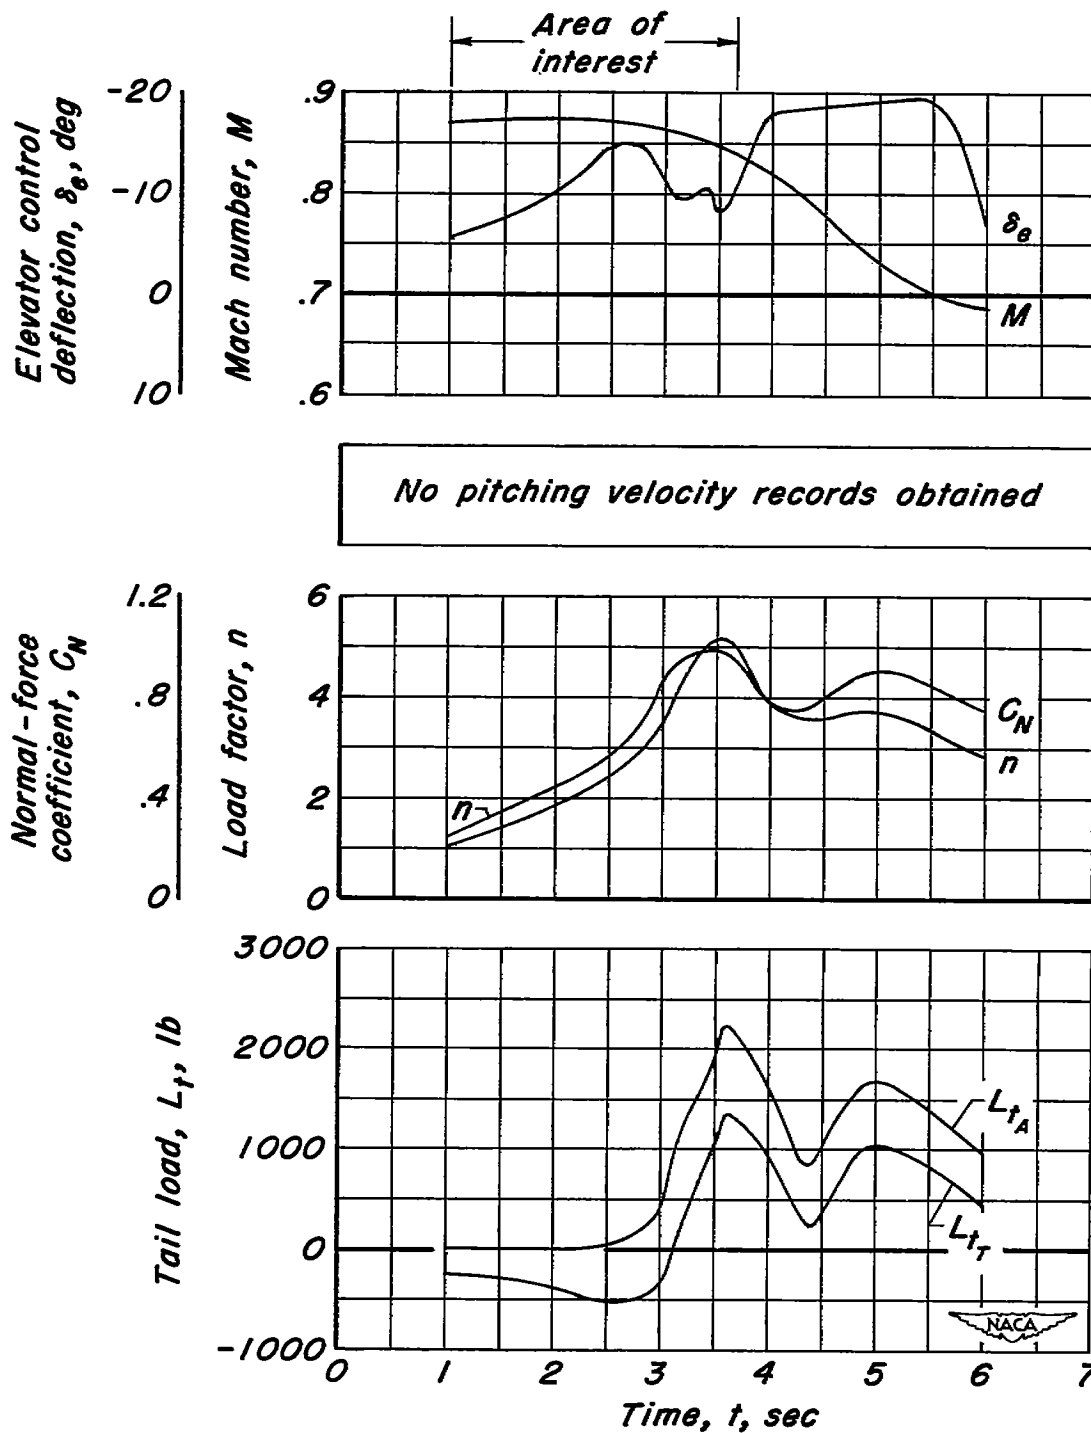 Area of
interest
Elevator control
deflection, δe, deg
-20
-10
0
10
Mach number, M
.9
.8
.7
.6
δe
M
No pitching velocity records obtained
Normal-force
coefficient, CN
1.2
.8
.4
0
Load factor, n
6
4
2
0
n
CN
n
Tail load, Lt, lb
3000
2000
1000
0
-1000
LtA
LtT
NACA
0 1 2 3 4 5 6 7
Time, t, sec